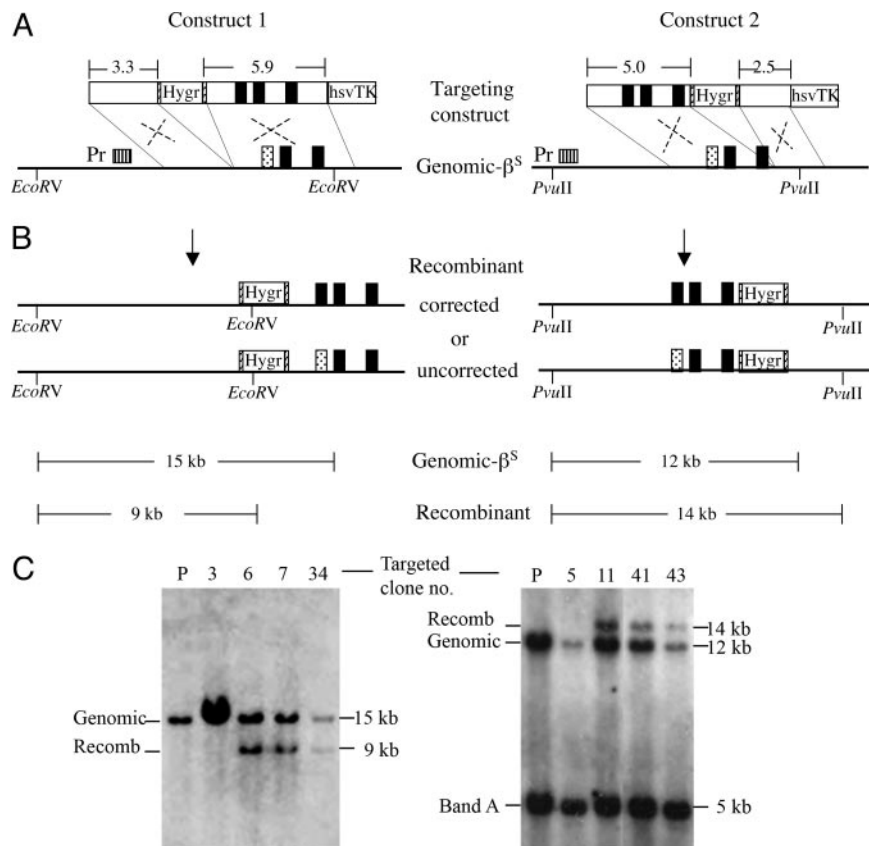 A
Construct 1
Construct 2
3.3
5.9
5.0
2.5
Hygr
hsvTK
Targeting
construct
Hygr
hsvTK
Pr
Genomic-βS
Pr
EcoRV
EcoRV
PvuII
PvuII
B
Recombinant
Hygr
corrected
Hygr
EcoRV
EcoRV
or
PvuII
PvuII
Hygr
uncorrected
Hygr
EcoRV
EcoRV
PvuII
PvuII
15 kb
Genomic-βS
12 kb
9 kb
Recombinant
14 kb
C
P 3 6 7 34
Targeted
clone no.
P 5 11 41 43
Recomb
14 kb
Genomic
12 kb
Genomic
15 kb
Recomb
9 kb
Band A
5 kb